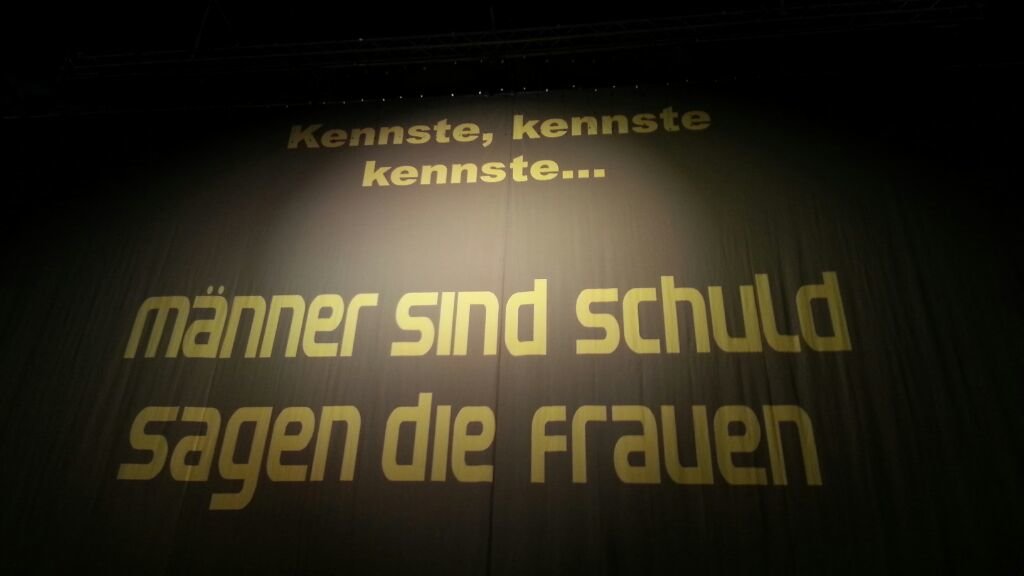 Kennste, kennste
kennste...
männer sind schuld
sagen die Frauen